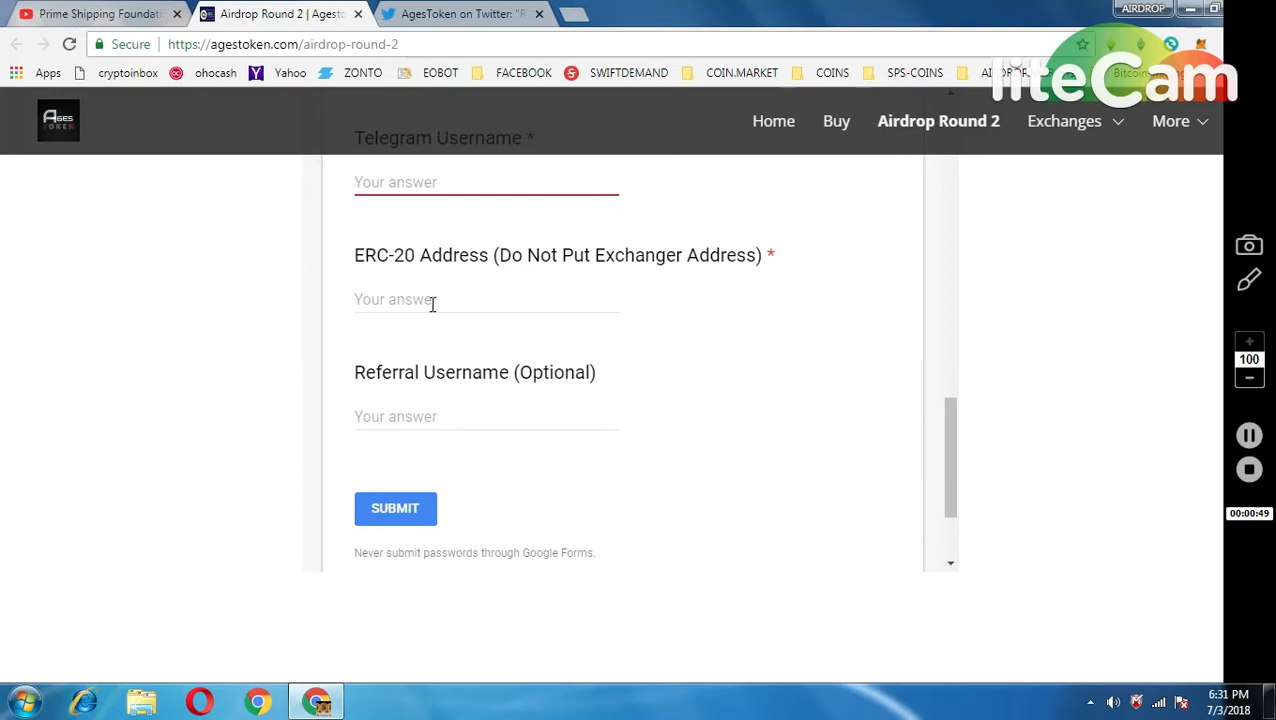 Prime Shipping Foundati
Airdrop Round 2 | Agesto
AgesToken on Twitter: "R
AIRDROP
Secure
https://agestoken.com/airdrop-round-2
Apps
cryptoinbox
ohocash
Yahoo
ZONTO
EOBOT
FACEBOOK
SWIFTDEMAND
COIN.MARKET
COINS
SPS-COINS
liteCam
AGES
TOKEN
Home
Buy
Airdrop Round 2
Exchanges
More
Telegram Username *
Your answer
ERC-20 Address (Do Not Put Exchanger Address) *
Your answer
Referral Username (Optional)
Your answer
SUBMIT
Never submit passwords through Google Forms.
100
00:00:49
6:31 PM
7/3/2018